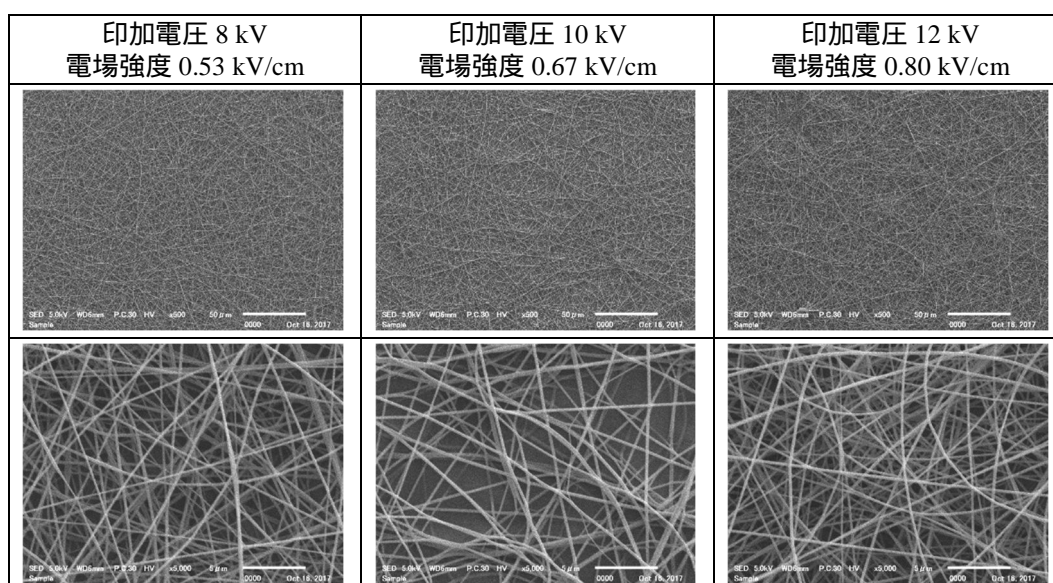 印加電圧 8 kV
電場強度 0.53 kV/cm
印加電圧 10 kV
電場強度 0.67 kV/cm
印加電圧 12 kV
電場強度 0.80 kV/cm
SED 5.0kV WD6mm P.C.30 HV x500 50μm
Sample 0000 Oct 18, 2017
SED 5.0kV WD6mm P.C.30 HV x500 50μm
Sample 0000 Oct 18, 2017
SED 5.0kV WD6mm P.C.30 HV x500 50μm
Sample 0000 Oct 18, 2017
SED 5.0kV WD6mm P.C.30 HV x5,000 5μm
Sample 0000 Oct 18, 2017
SED 5.0kV WD6mm P.C.30 HV x5,000 5μm
Sample 0000 Oct 18, 2017
SED 5.0kV WD6mm P.C.30 HV x5,000 5μm
Sample 0000 Oct 18, 2017